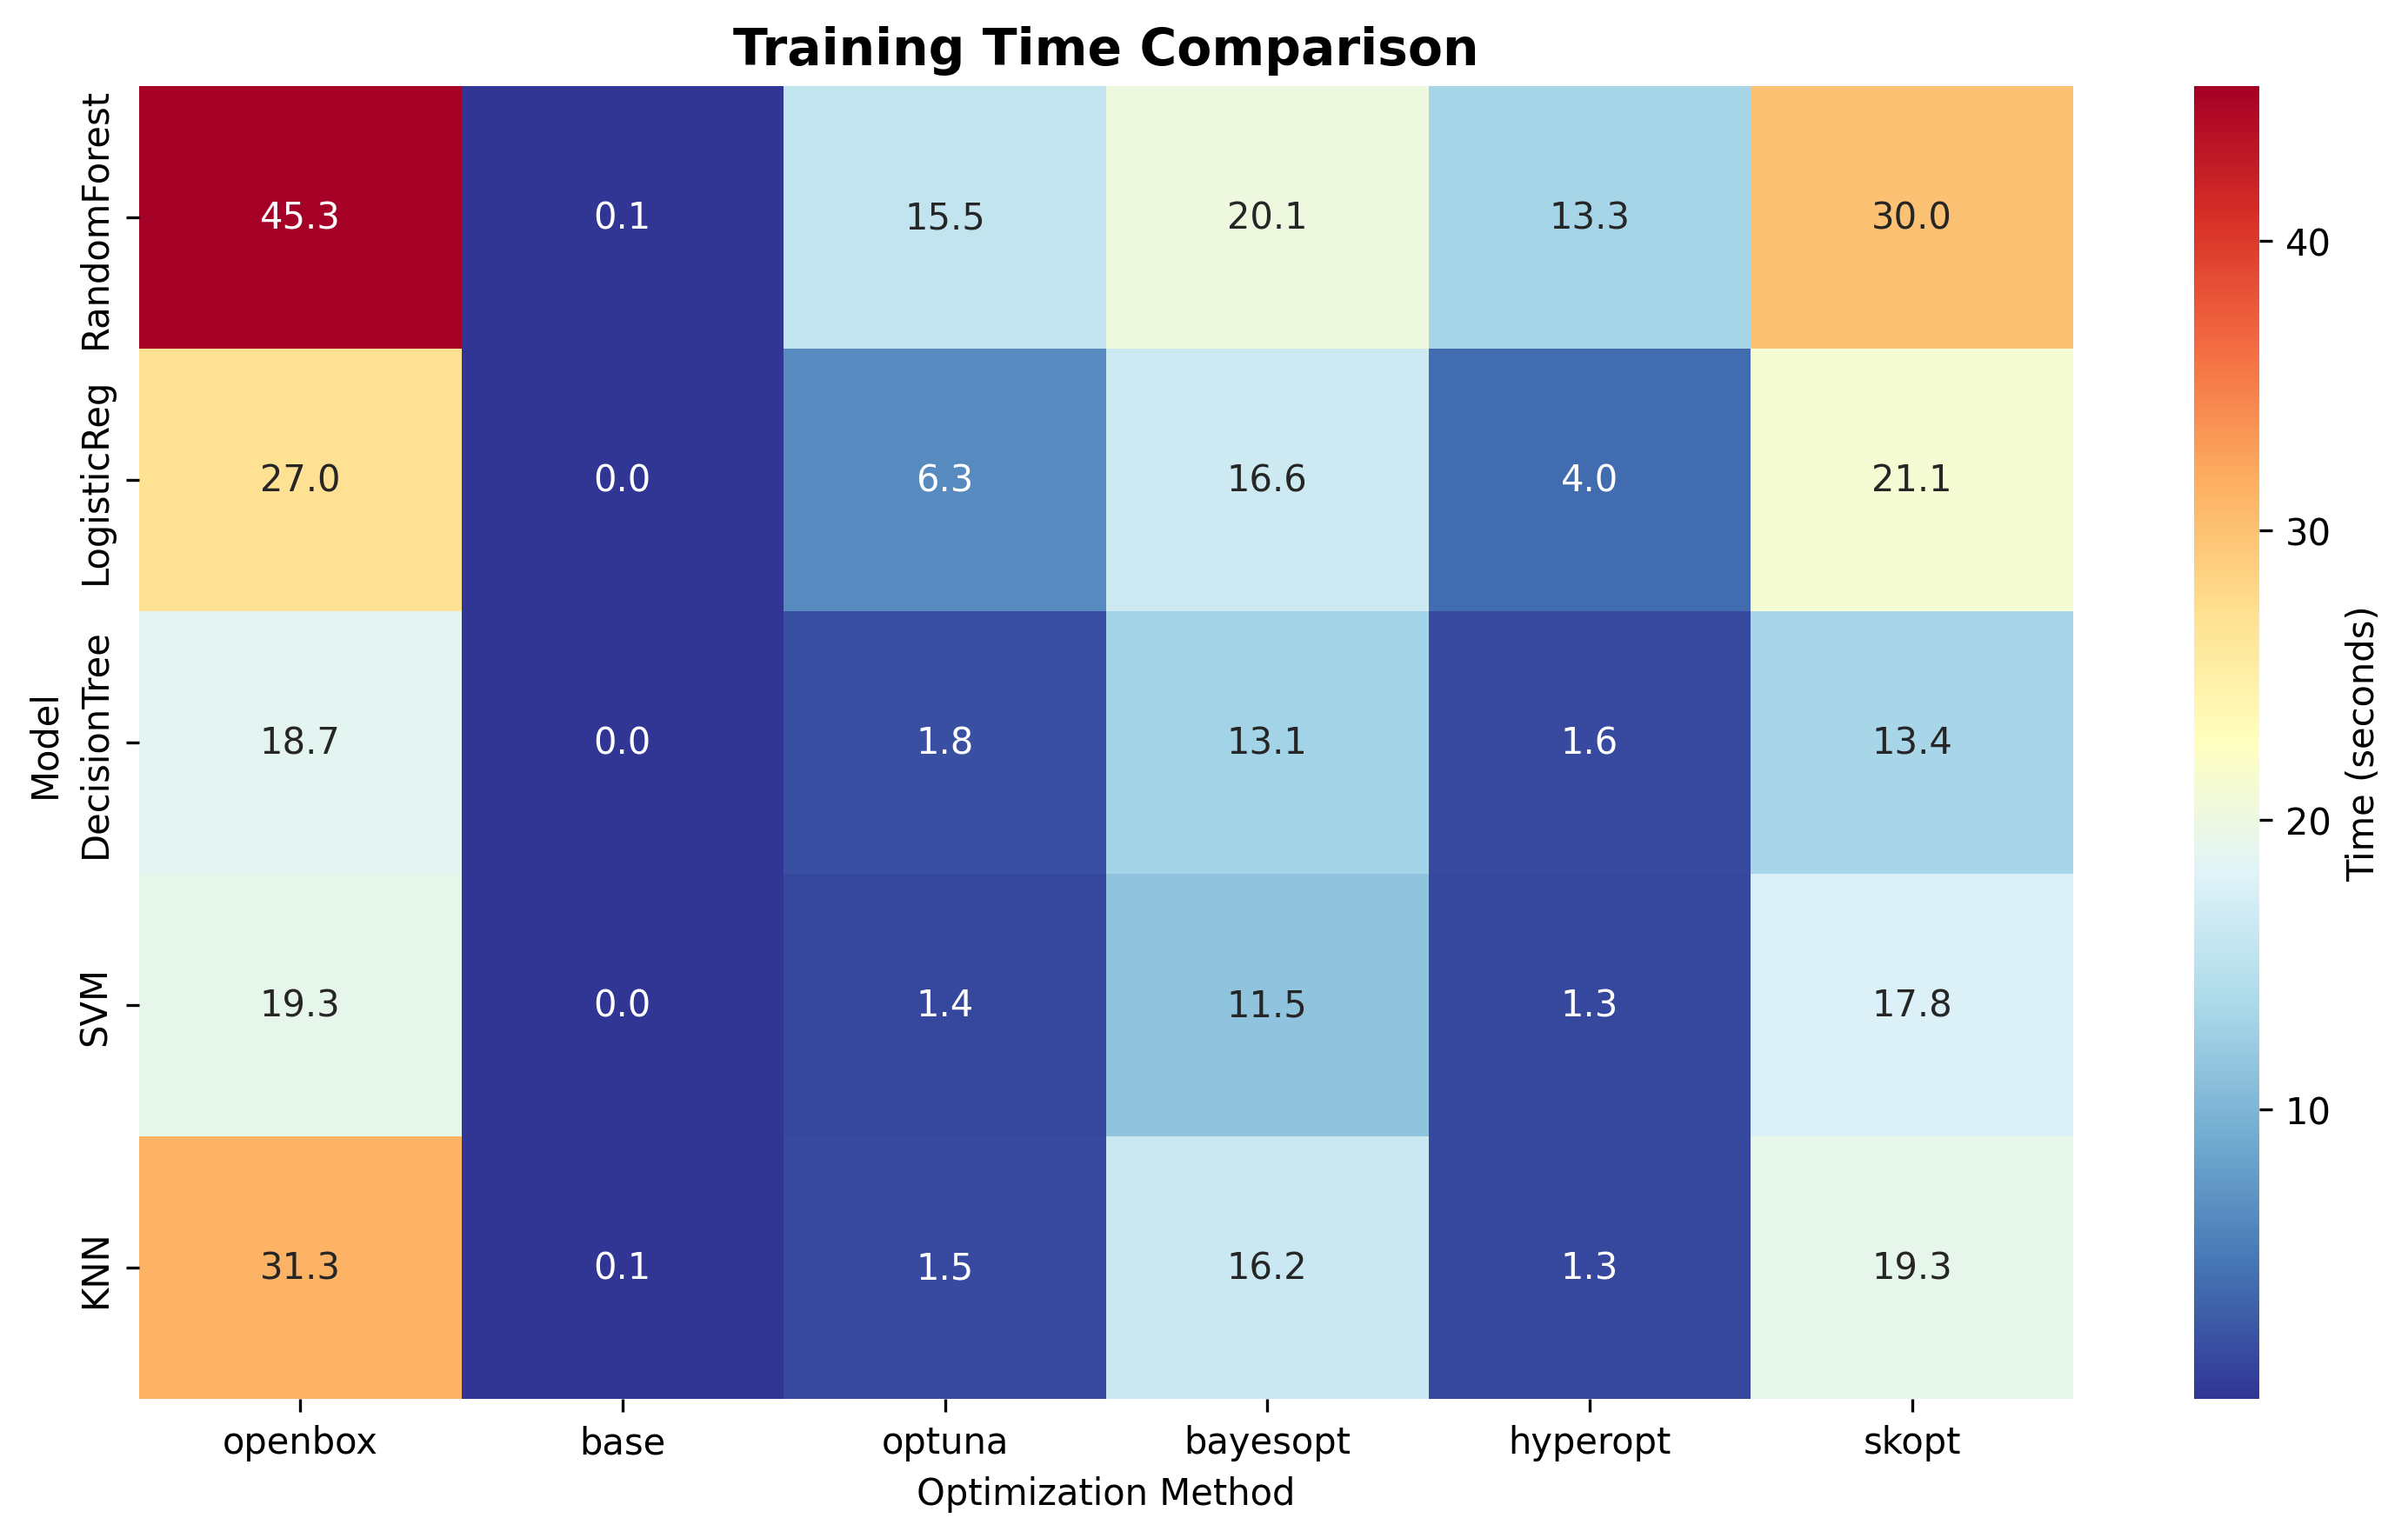 Training Time Comparison
Model
RandomForest
45.3 0.1 15.5 20.1 13.3 30.0
LogisticReg
27.0 0.0 6.3 16.6 4.0 21.1
DecisionTree
18.7 0.0 1.8 13.1 1.6 13.4
SVM
19.3 0.0 1.4 11.5 1.3 17.8
KNN
31.3 0.1 1.5 16.2 1.3 19.3
openbox base optuna bayesopt hyperopt skopt
Optimization Method
40
30
20
10
Time (seconds)